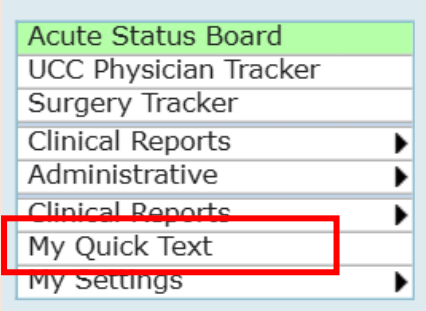 Acute Status Board
UCC Physician Tracker
Surgery Tracker
Clinical Reports
Administrative
Clinical Reports
My Quick Text
My Settings